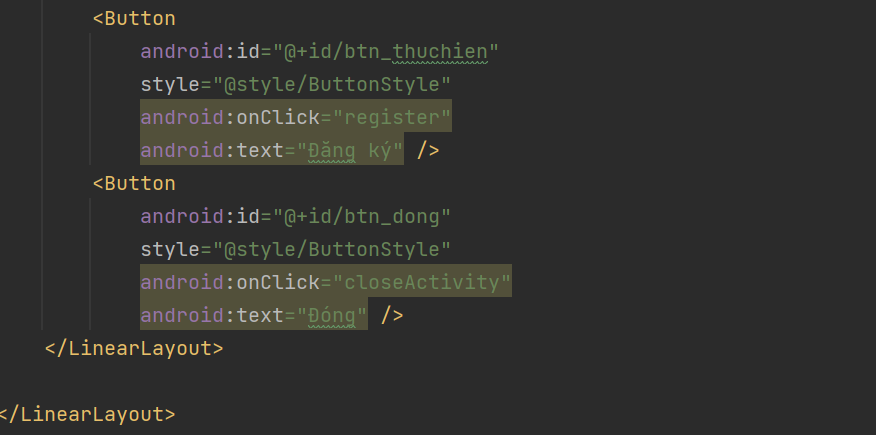 <Button
android:id="@+id/btn_thuchien"
style="@style/ButtonStyle"
android:onClick="register"
android:text="Đăng ký" />
<Button
android:id="@+id/btn_dong"
style="@style/ButtonStyle"
android:onClick="closeActivity"
android:text="Đóng" />
</LinearLayout>
</LinearLayout>